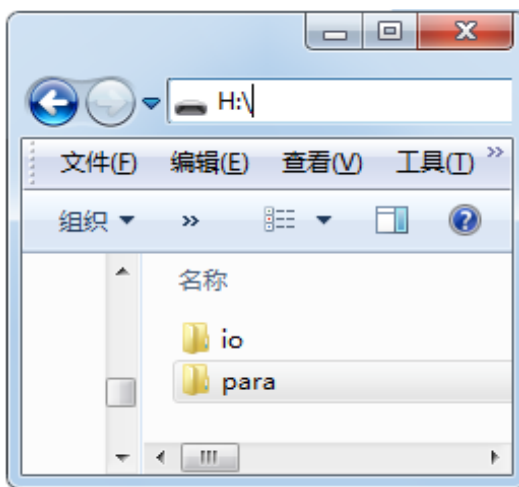 H:\
文件(F) 编辑(E) 查看(V) 工具(T) »
组织 »
名称
io
para